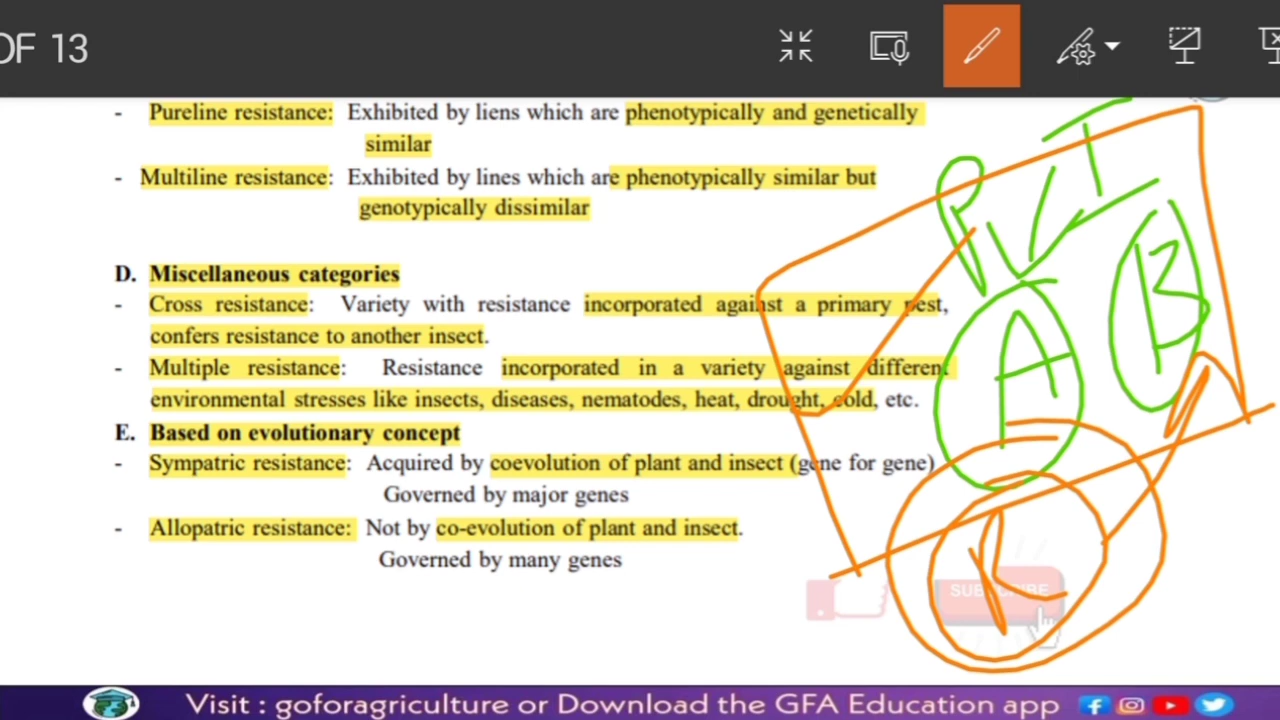 OF 13
- Pureline resistance: Exhibited by liens which are phenotypically and genetically
similar
- Multiline resistance: Exhibited by lines which are phenotypically similar but
genotypically dissimilar
D. Miscellaneous categories
- Cross resistance: Variety with resistance incorporated against a primary pest,
confers resistance to another insect.
- Multiple resistance: Resistance incorporated in a variety against different
environmental stresses like insects, diseases, nematodes, heat, drought, cold, etc.
E. Based on evolutionary concept
- Sympatric resistance: Acquired by coevolution of plant and insect (gene for gene)
Governed by major genes
- Allopatric resistance: Not by co-evolution of plant and insect.
Governed by many genes
A
B
R
SUBSCRIBE
Visit : goforagriculture or Download the GFA Education app